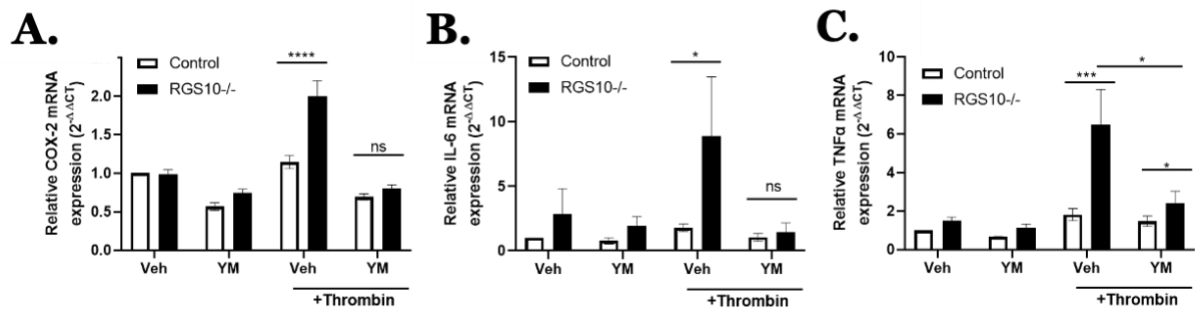 A.
Relative COX-2 mRNA
expression (2-ΔΔCT)
Control
RGS10-/-
2.0
1.5
1.0
0.5
0.0
****
ns
Veh
YM
Veh
YM
+Thrombin
B.
Relative IL-6 mRNA
expression (2-ΔΔCT)
Control
RGS10-/-
15
10
5
0
*
ns
Veh
YM
Veh
YM
+Thrombin
C.
Relative TNFα mRNA
expression (2-ΔΔCT)
Control
RGS10-/-
10
8
6
4
2
0
***
*
*
Veh
YM
Veh
YM
+Thrombin